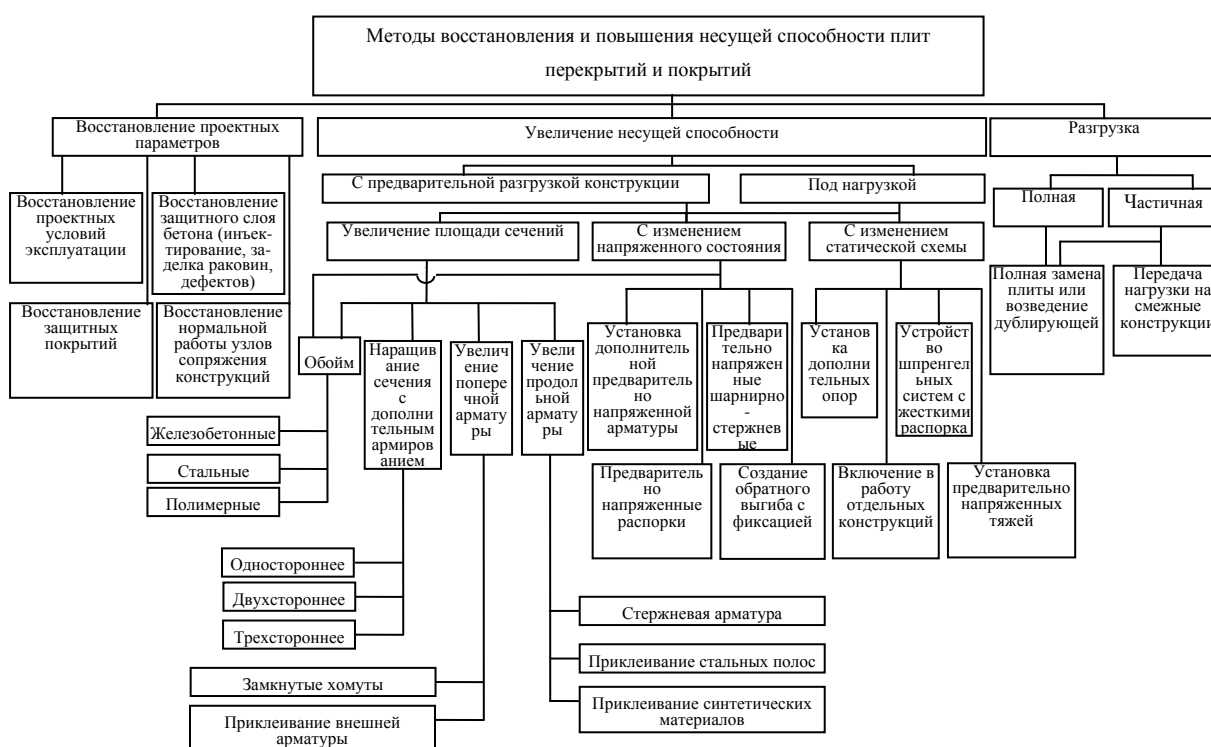 Методы восстановления и повышения несущей способности плит
перекрытий и покрытий
Восстановление проектных
параметров
Увеличение несущей способности
Разгрузка
С предварительной разгрузкой конструкции
Под нагрузкой
Полная
Частичная
Восстановление
проектных
условий
эксплуатации
Восстановление
защитного слоя
бетона (инъек-
тирование, за-
делка раковин,
дефектов)
Увеличение площади сечений
С изменением
напряженного состояния
С изменением
статической схемы
Полная замена
плиты или
возведение
дублирующей
Передача
нагрузки на
смежные
конструкции
Восстановление
защитных
покрытий
Восстановление
нормальной
работы узлов
сопряжения
конструкций
Обойм
Наращив
ание
сечения с
дополни
тельным
армиров
анием
Увелич
ение
попере
чной
армату
ры
Увели
чение
продол
ьной
армату
ры
Установка
дополнител
ьной
предварител
ьно
напряженной
арматуры
Предвари
тельно
напряжен
ные
шарнирно
-
стержнев
ые
Установ
ка
дополни
тельных
опор
Устройст
во
шпренгел
ьных
систем с
жесткими
распорка
Железобетонные
Стальные
Полимерные
Предварител
ьно
напряженные
распорки
Создание
обратного
выгиба с
фиксацией
Включение в
работу
отдельных
конструкций
Установка
предварительно
напряженных
тяжей
Одностороннее
Двухстороннее
Трехстороннее
Стержневая арматура
Приклеивание стальных полос
Приклеивание синтетических
материалов
Замкнутые хомуты
Приклеивание внешней
арматуры